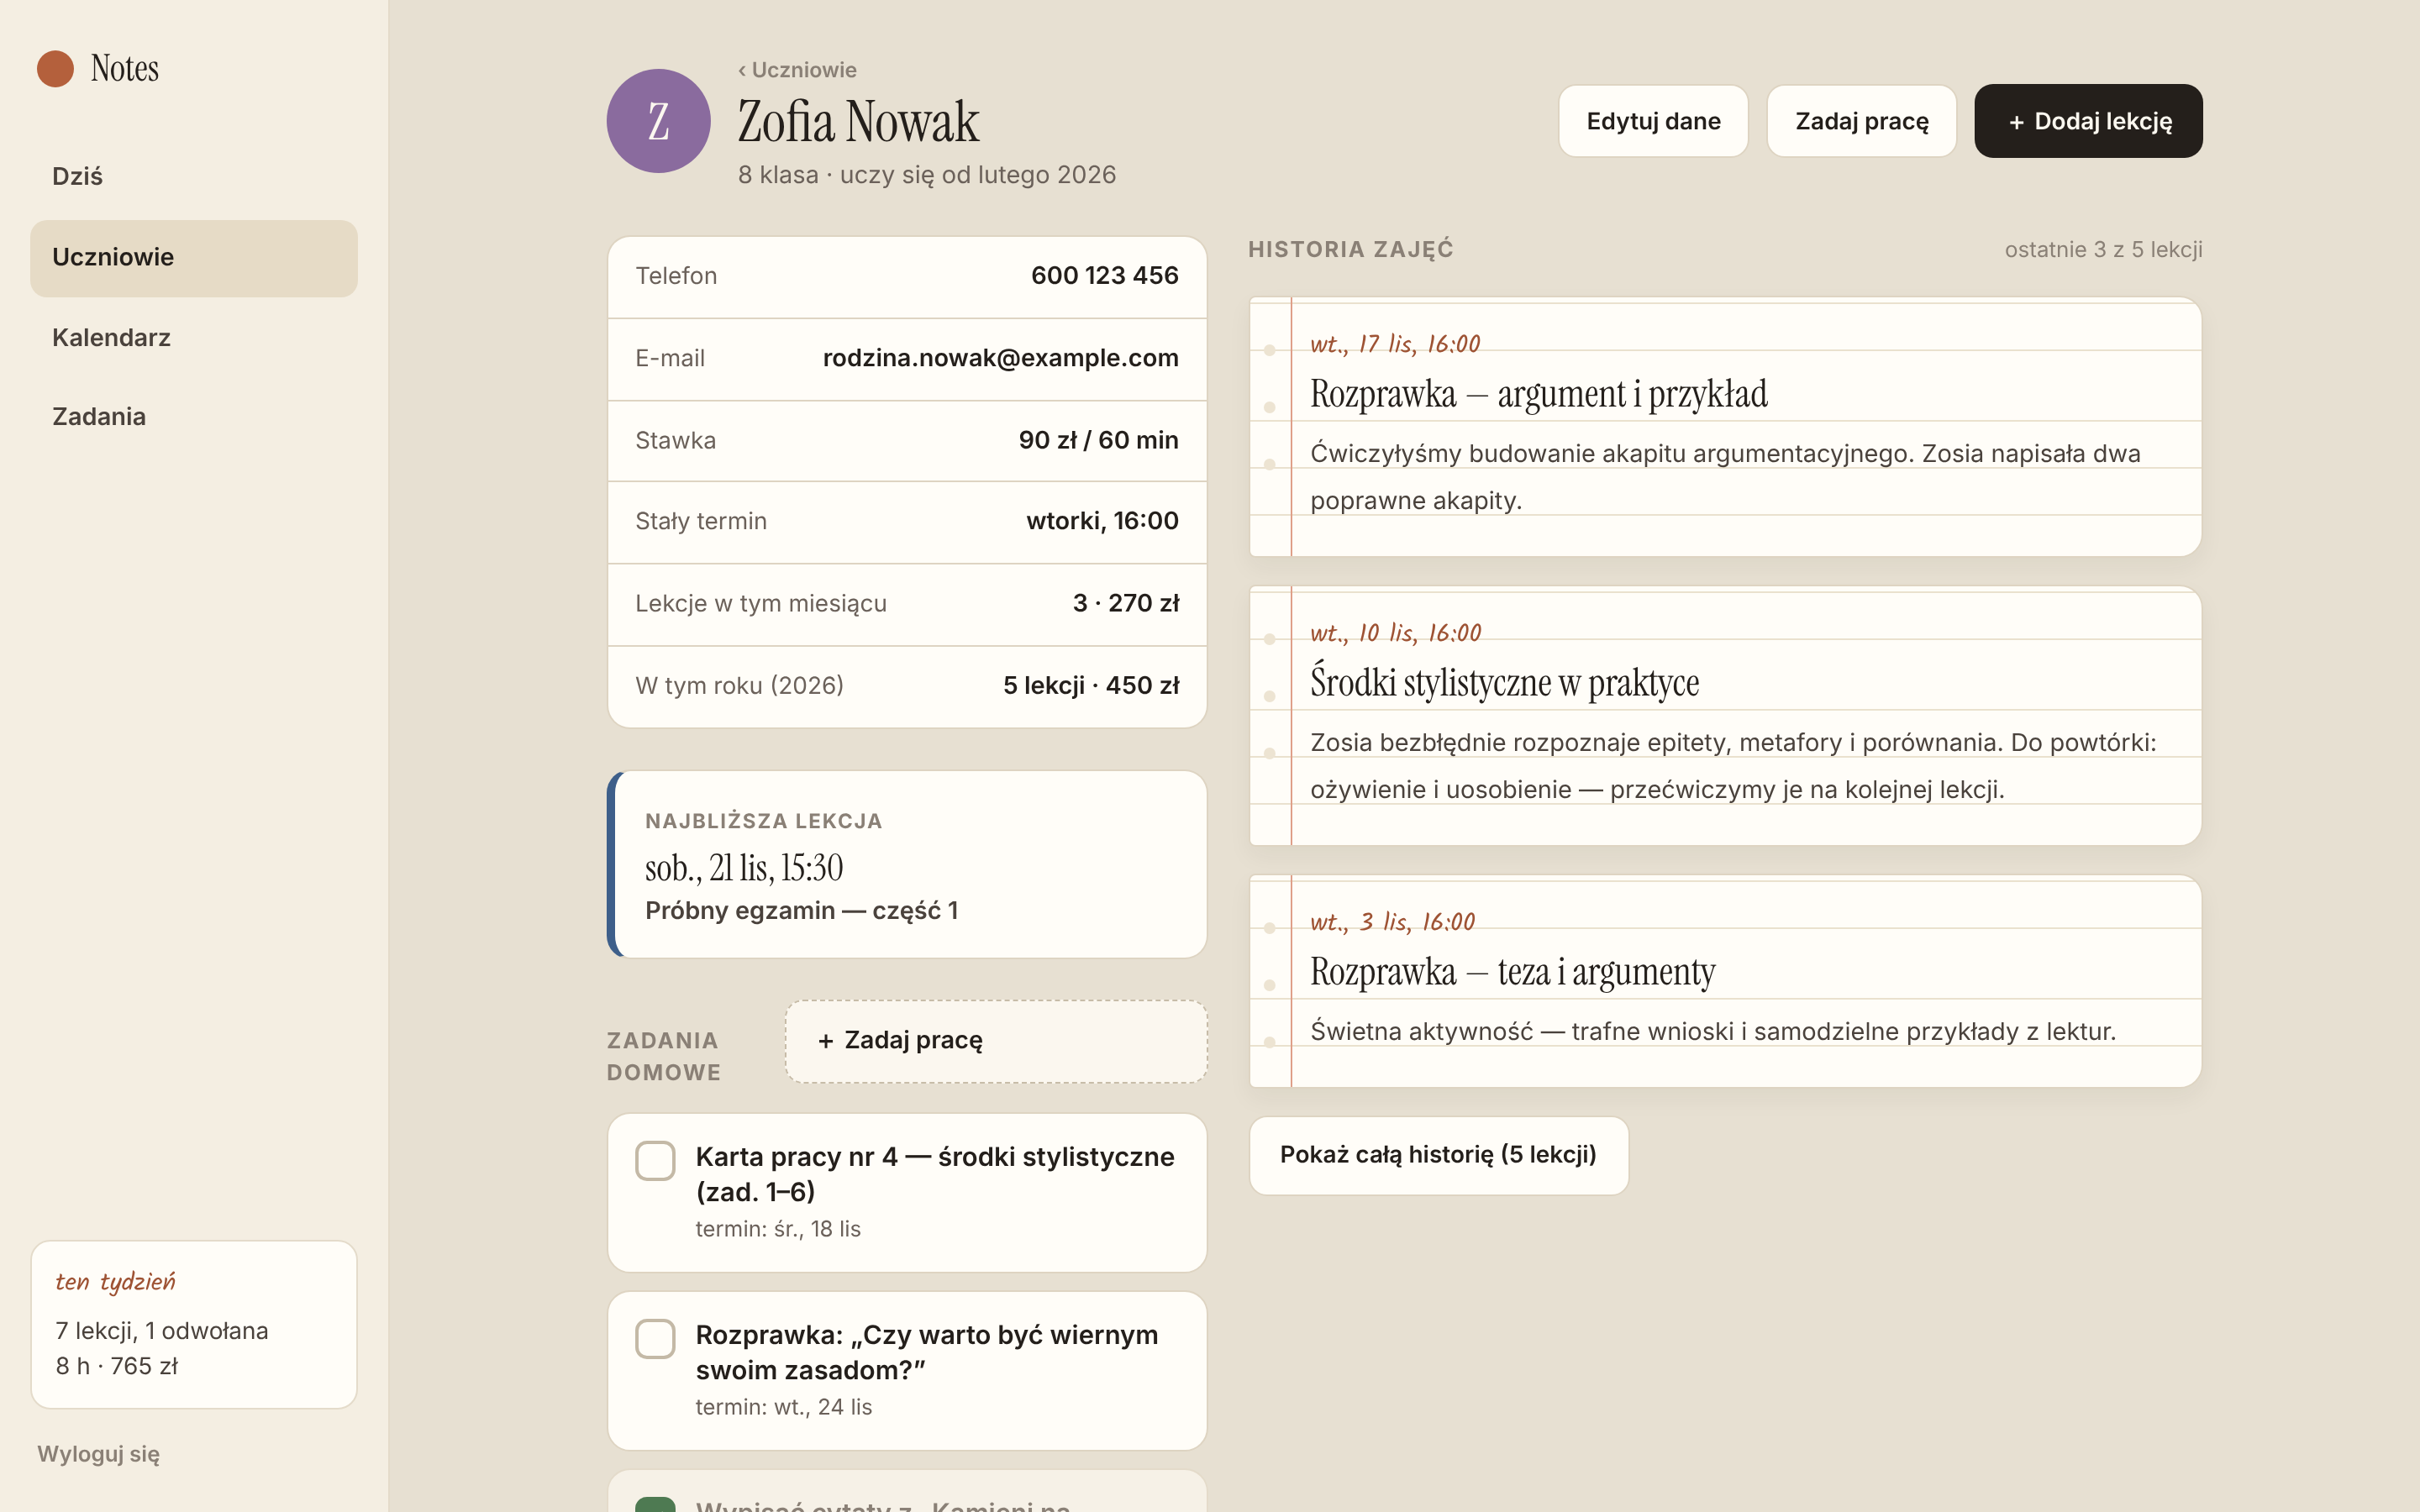 Notes
Dziś
Uczniowie
Kalendarz
Zadania
ten tydzień
7 lekcji, 1 odwołana
8 h · 765 zł
Wyloguj się
Z
‹ Uczniowie
Zofia Nowak
8 klasa · uczy się od lutego 2026
Edytuj dane
Zadaj pracę
+ Dodaj lekcję
Telefon 600 123 456
E-mail rodzina.nowak@example.com
Stawka 90 zł / 60 min
Stały termin wtorki, 16:00
Lekcje w tym miesiącu 3 · 270 zł
W tym roku (2026) 5 lekcji · 450 zł
NAJBLIŻSZA LEKCJA
sob., 21 lis, 15:30
Próbny egzamin — część 1
ZADANIA
DOMOWE
+ Zadaj pracę
Karta pracy nr 4 — środki stylistyczne
(zad. 1–6)
termin: śr., 18 lis
Rozprawka: „Czy warto być wiernym
swoim zasadom?”
termin: wt., 24 lis
Wypisać cytaty z „Kamieni na
HISTORIA ZAJĘĆ
ostatnie 3 z 5 lekcji
wt., 17 lis, 16:00
Rozprawka — argument i przykład
Ćwiczyłyśmy budowanie akapitu argumentacyjnego. Zosia napisała dwa
poprawne akapity.
wt., 10 lis, 16:00
Środki stylistyczne w praktyce
Zosia bezbłędnie rozpoznaje epitety, metafory i porównania. Do powtórki:
ożywienie i uosobienie — przećwiczymy je na kolejnej lekcji.
wt., 3 lis, 16:00
Rozprawka — teza i argumenty
Świetna aktywność — trafne wnioski i samodzielne przykłady z lektur.
Pokaż całą historię (5 lekcji)